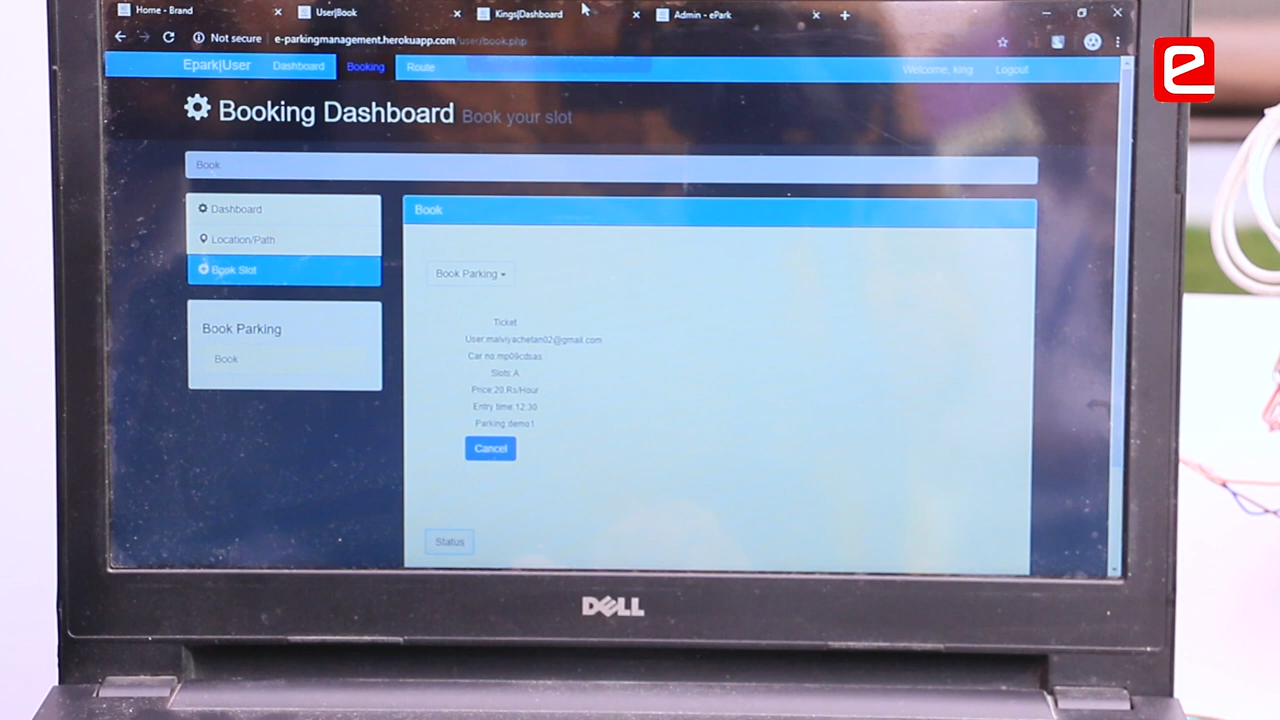 Home - Brand
User|Book
Kings|Dashboard
Admin - ePark
Not secure
e-parkingmanagement.herokuapp.com/user/book.php
Epark|User
Dashboard
Booking
Route
Welcome, king
Logout
Booking Dashboard Book your slot
Book
Dashboard
Location/Path
Book Slot
Book Parking
Book
Book
Book Parking
Ticket
User:malviyachetan02@gmail.com
Car no:mp09cdsas
Slots:A
Price:20 Rs/Hour
Entry time:12:30
Parking:demo1
Cancel
Status
DELL
e